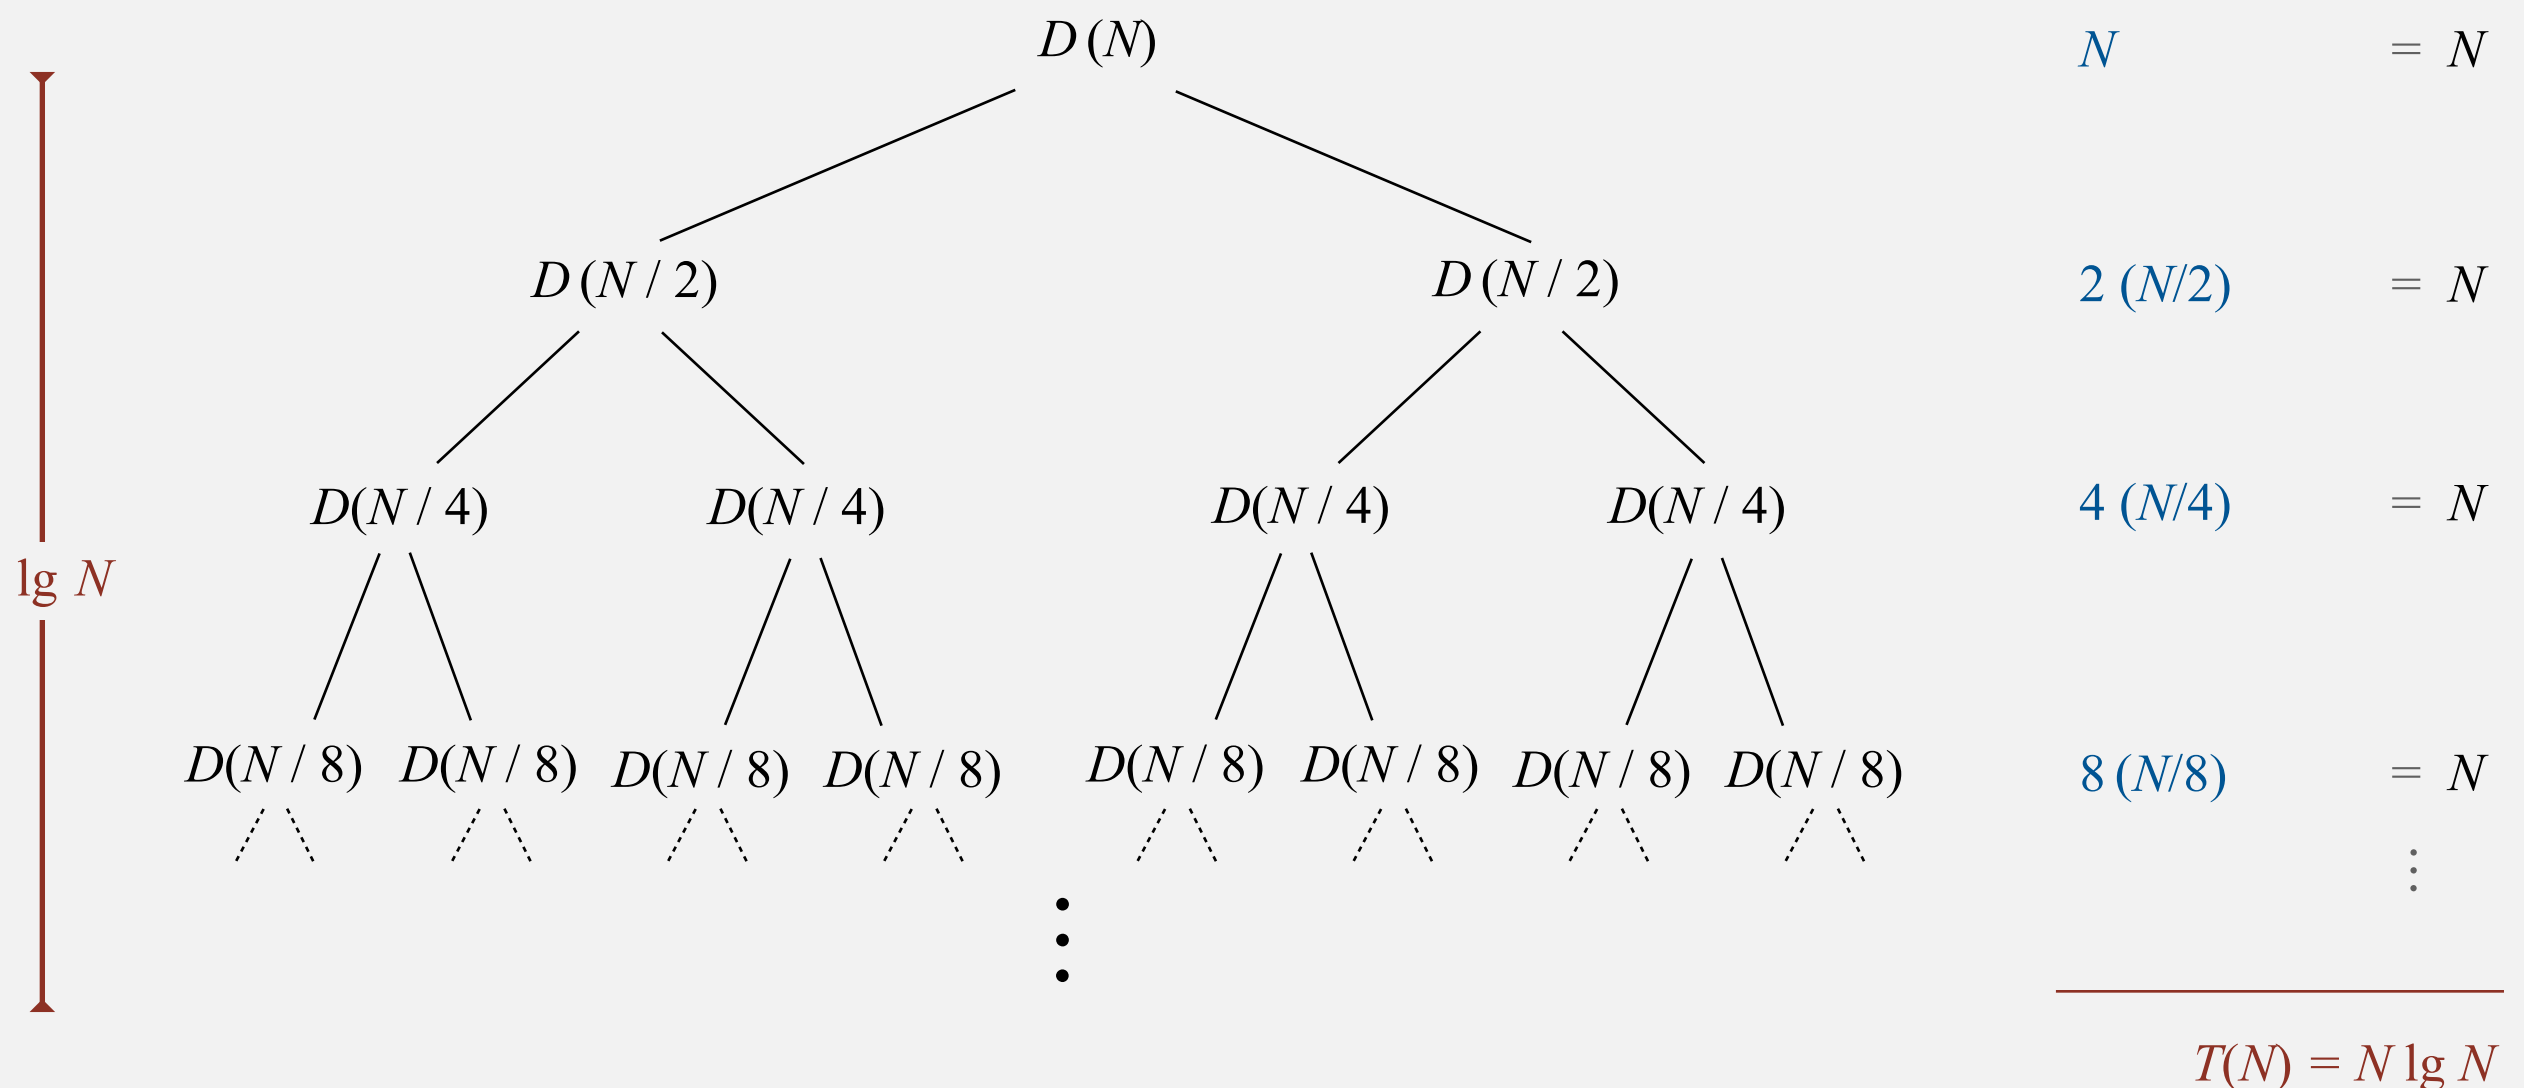 D (N) N = N
D (N / 2) D (N / 2) 2 (N/2) = N
D(N / 4) D(N / 4) D(N / 4) D(N / 4) 4 (N/4) = N
lg N
D(N / 8) D(N / 8) D(N / 8) D(N / 8) D(N / 8) D(N / 8) D(N / 8) D(N / 8) 8 (N/8) = N
T(N) = N lg N